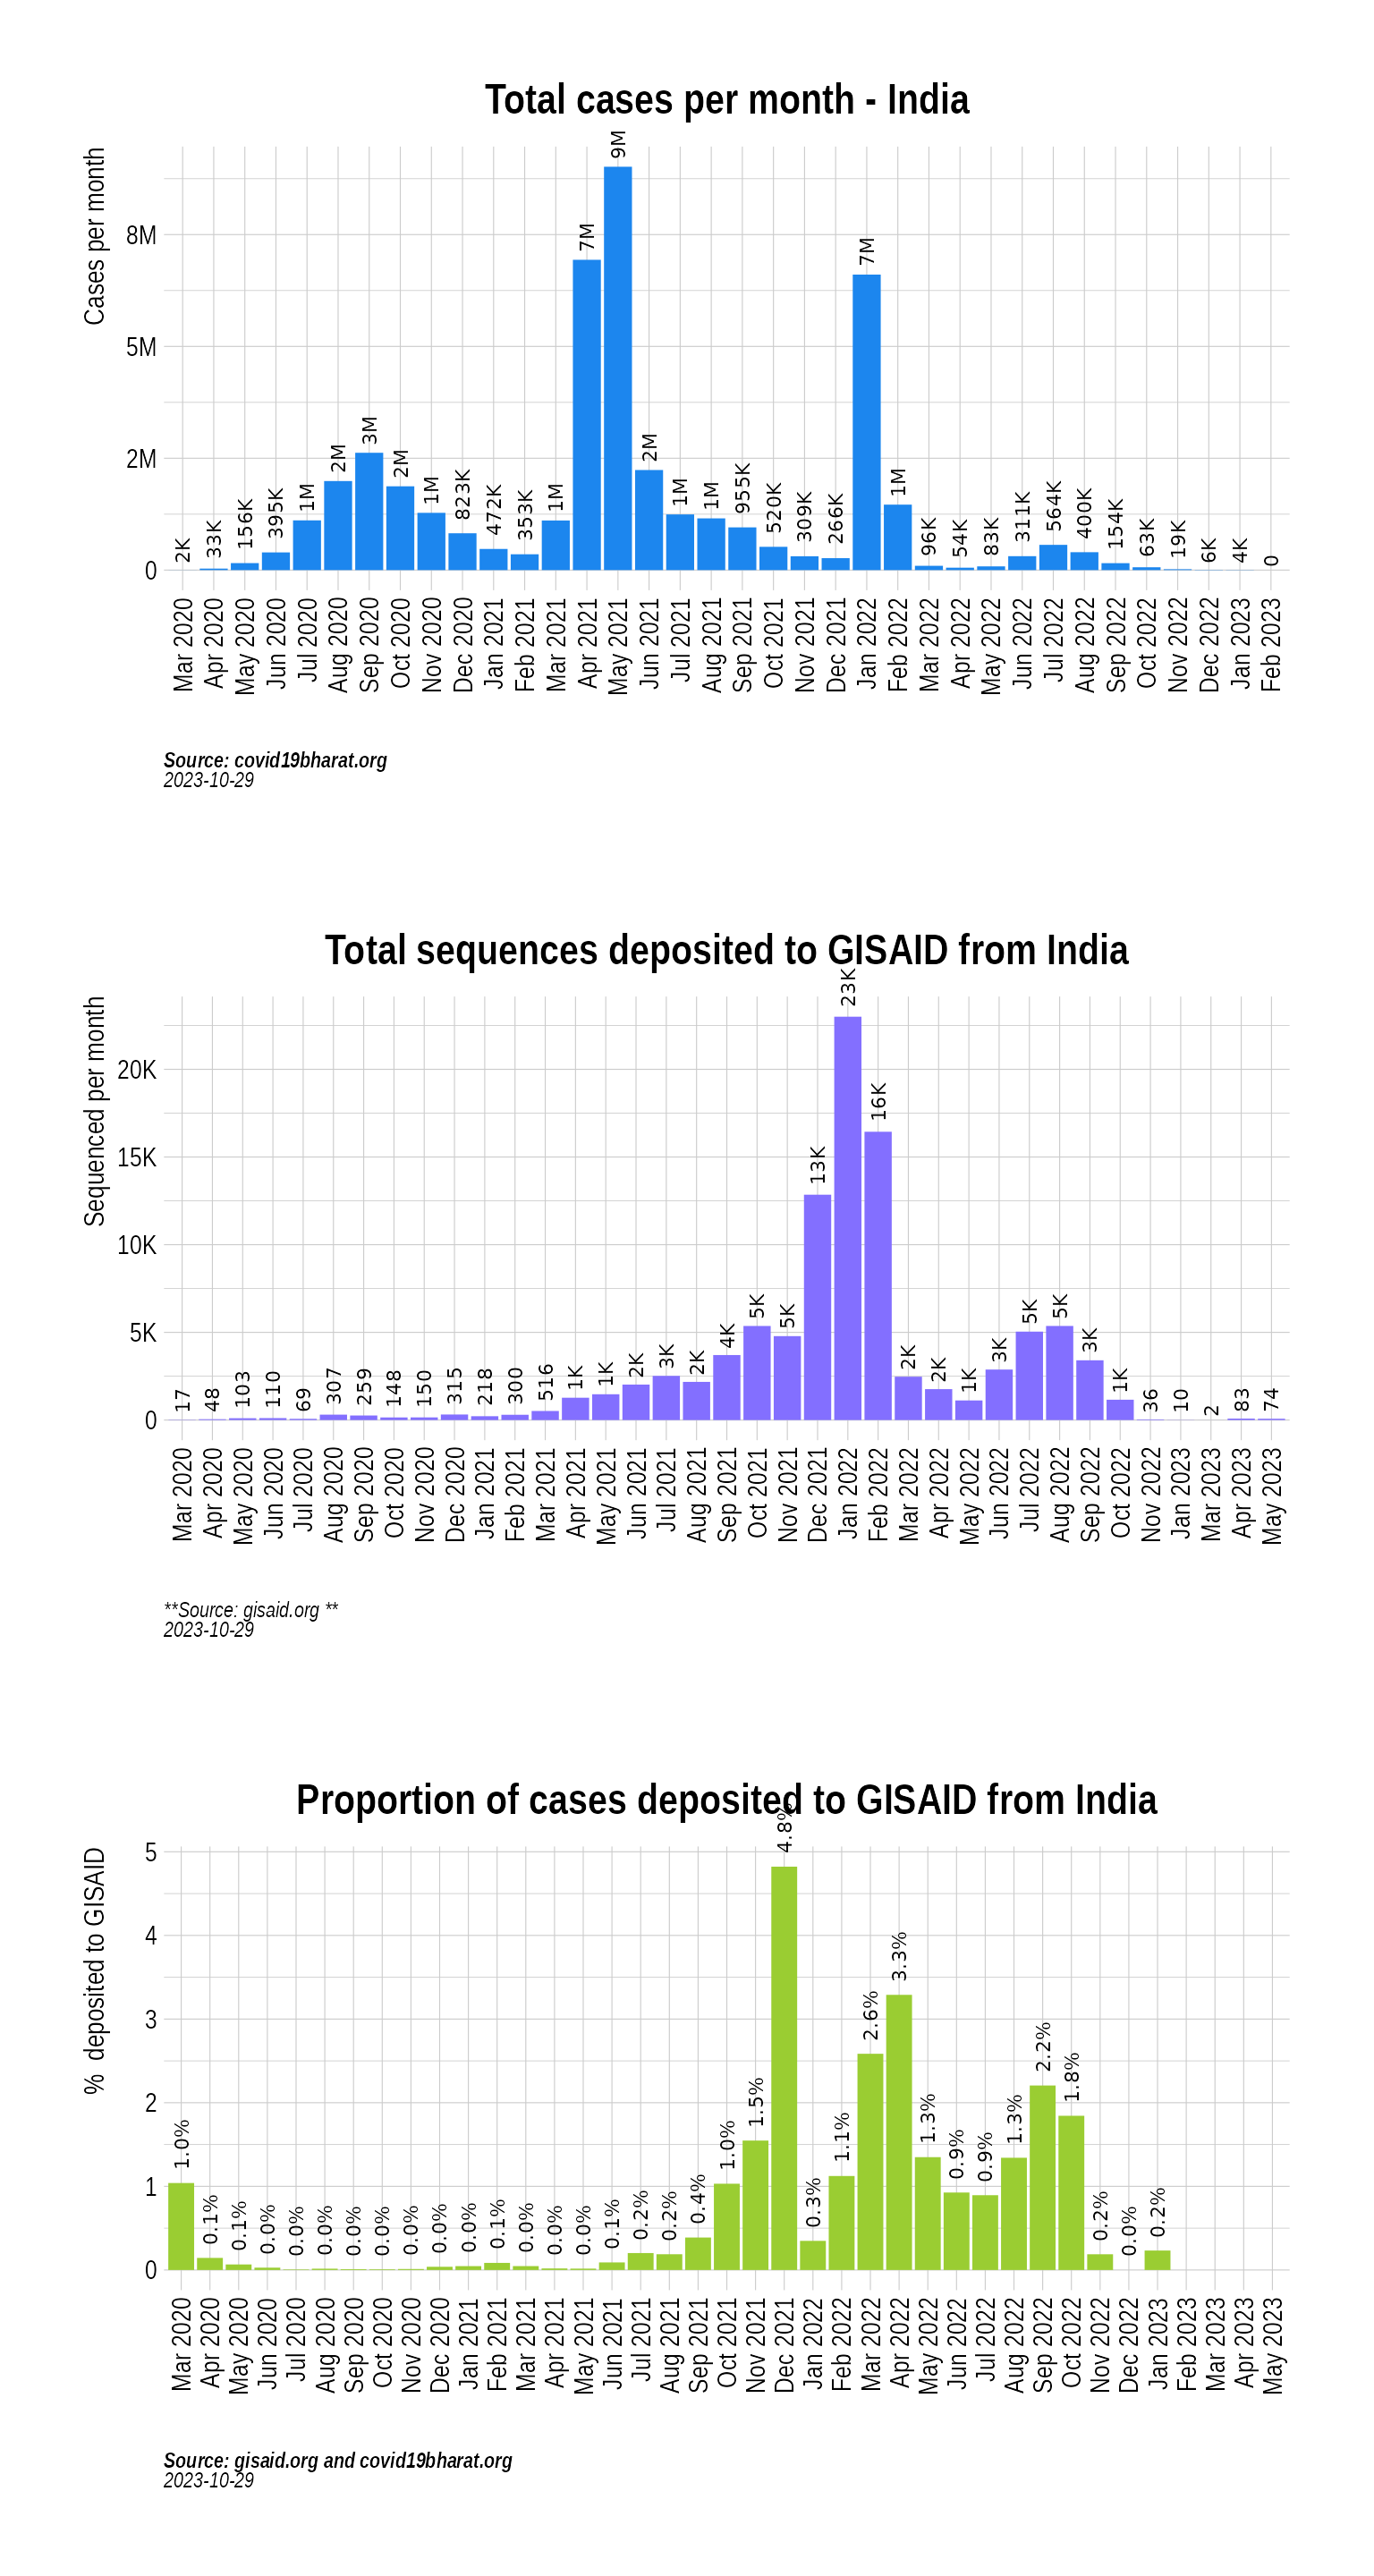 Total cases per month - India
Cases per month
8M
5M
2M
0
2K 33K 156K 395K 1M 2M 3M 2M 1M 823K 472K 353K 1M 7M 9M 2M 1M 1M 955K 520K 309K 266K 7M 1M 96K 54K 83K 311K 564K 400K 154K 63K 19K 6K 4K 0
Mar 2020 Apr 2020 May 2020 Jun 2020 Jul 2020 Aug 2020 Sep 2020 Oct 2020 Nov 2020 Dec 2020 Jan 2021 Feb 2021 Mar 2021 Apr 2021 May 2021 Jun 2021 Jul 2021 Aug 2021 Sep 2021 Oct 2021 Nov 2021 Dec 2021 Jan 2022 Feb 2022 Mar 2022 Apr 2022 May 2022 Jun 2022 Jul 2022 Aug 2022 Sep 2022 Oct 2022 Nov 2022 Dec 2022 Jan 2023 Feb 2023
Source: covid19bharat.org
2023-10-29
Total sequences deposited to GISAID from India
Sequenced per month
20K
15K
10K
5K
0
17 48 103 110 69 307 259 148 150 315 218 300 516 1K 1K 2K 3K 2K 4K 5K 5K 13K 23K 16K 2K 2K 1K 3K 5K 5K 3K 1K 36 10 2 83 74
Mar 2020 Apr 2020 May 2020 Jun 2020 Jul 2020 Aug 2020 Sep 2020 Oct 2020 Nov 2020 Dec 2020 Jan 2021 Feb 2021 Mar 2021 Apr 2021 May 2021 Jun 2021 Jul 2021 Aug 2021 Sep 2021 Oct 2021 Nov 2021 Dec 2021 Jan 2022 Feb 2022 Mar 2022 Apr 2022 May 2022 Jun 2022 Jul 2022 Aug 2022 Sep 2022 Oct 2022 Nov 2022 Jan 2023 Mar 2023 Apr 2023 May 2023
**Source: gisaid.org **
2023-10-29
Proportion of cases deposited to GISAID from India
% deposited to GISAID
5
4
3
2
1
0
1.0% 0.1% 0.1% 0.0% 0.0% 0.0% 0.0% 0.0% 0.0% 0.0% 0.0% 0.1% 0.0% 0.0% 0.0% 0.1% 0.2% 0.2% 0.4% 1.0% 1.5% 4.8% 0.3% 1.1% 2.6% 3.3% 1.3% 0.9% 0.9% 1.3% 2.2% 1.8% 0.2% 0.0% 0.2%
Mar 2020 Apr 2020 May 2020 Jun 2020 Jul 2020 Aug 2020 Sep 2020 Oct 2020 Nov 2020 Dec 2020 Jan 2021 Feb 2021 Mar 2021 Apr 2021 May 2021 Jun 2021 Jul 2021 Aug 2021 Sep 2021 Oct 2021 Nov 2021 Dec 2021 Jan 2022 Feb 2022 Mar 2022 Apr 2022 May 2022 Jun 2022 Jul 2022 Aug 2022 Sep 2022 Oct 2022 Nov 2022 Dec 2022 Jan 2023 Feb 2023 Mar 2023 Apr 2023 May 2023
Source: gisaid.org and covid19bharat.org
2023-10-29